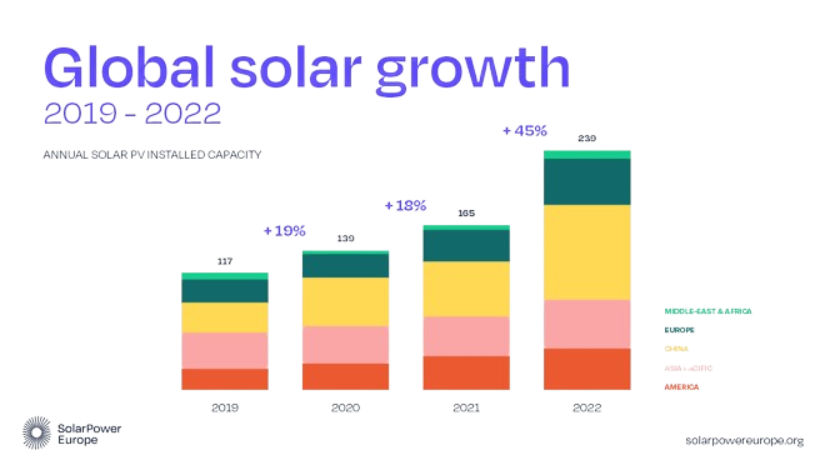 Global solar growth
2019 - 2022
ANNUAL SOLAR PV INSTALLED CAPACITY
+ 45%
239
+ 18%
165
+ 19%
139
117
MIDDLE-EAST & AFRICA
EUROPE
CHINA
ASIA PACIFIC
AMERICA
2019
2020
2021
2022
SolarPower
Europe
solarpowereurope.org